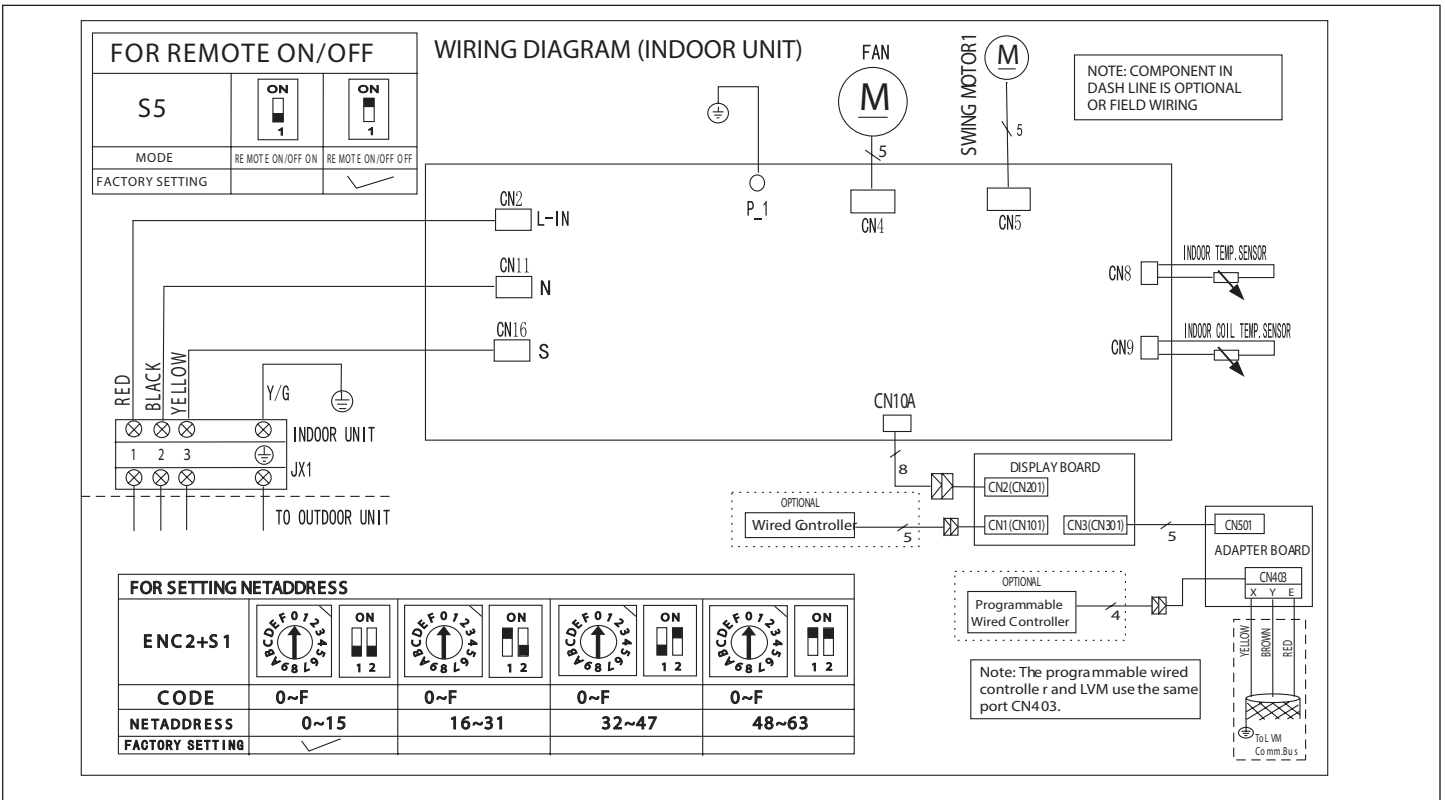 FOR REMOTE ON/OFF
S5
ON
1
ON
1
MODE
REMOTE ON/OFF ON
REMOTE ON/OFF OFF
FACTORY SETTING
WIRING DIAGRAM (INDOOR UNIT)
FAN
M
5
SWING MOTOR1
M
5
NOTE: COMPONENT IN
DASH LINE IS OPTIONAL
OR FIELD WIRING
CN2
L-IN
CN11
N
CN16
S
P_1
CN4
CN5
CN8
INDOOR TEMP.SENSOR
CN9
INDOOR COIL TEMP.SENSOR
RED
BLACK
YELLOW
Y/G
1 2 3
INDOOR UNIT
JX1
TO OUTDOOR UNIT
CN10A
8
DISPLAY BOARD
CN2(CN201)
CN1(CN101)
CN3(CN301)
OPTIONAL
Wired Controller
5
5
CN501
ADAPTER BOARD
CN403
X Y E
OPTIONAL
Programmable
Wired Controller
4
YELLOW
BROWN
RED
To LVM
Comm.Bus
Note: The programmable wired
controller and LVM use the same
port CN403.
FOR SETTING NETADDRESS
ENC2+S1
0123456789ABCDEF
ON
1 2
0123456789ABCDEF
ON
1 2
0123456789ABCDEF
ON
1 2
0123456789ABCDEF
ON
1 2
CODE
0~F
0~F
0~F
0~F
NETADDRESS
0~15
16~31
32~47
48~63
FACTORY SETTING